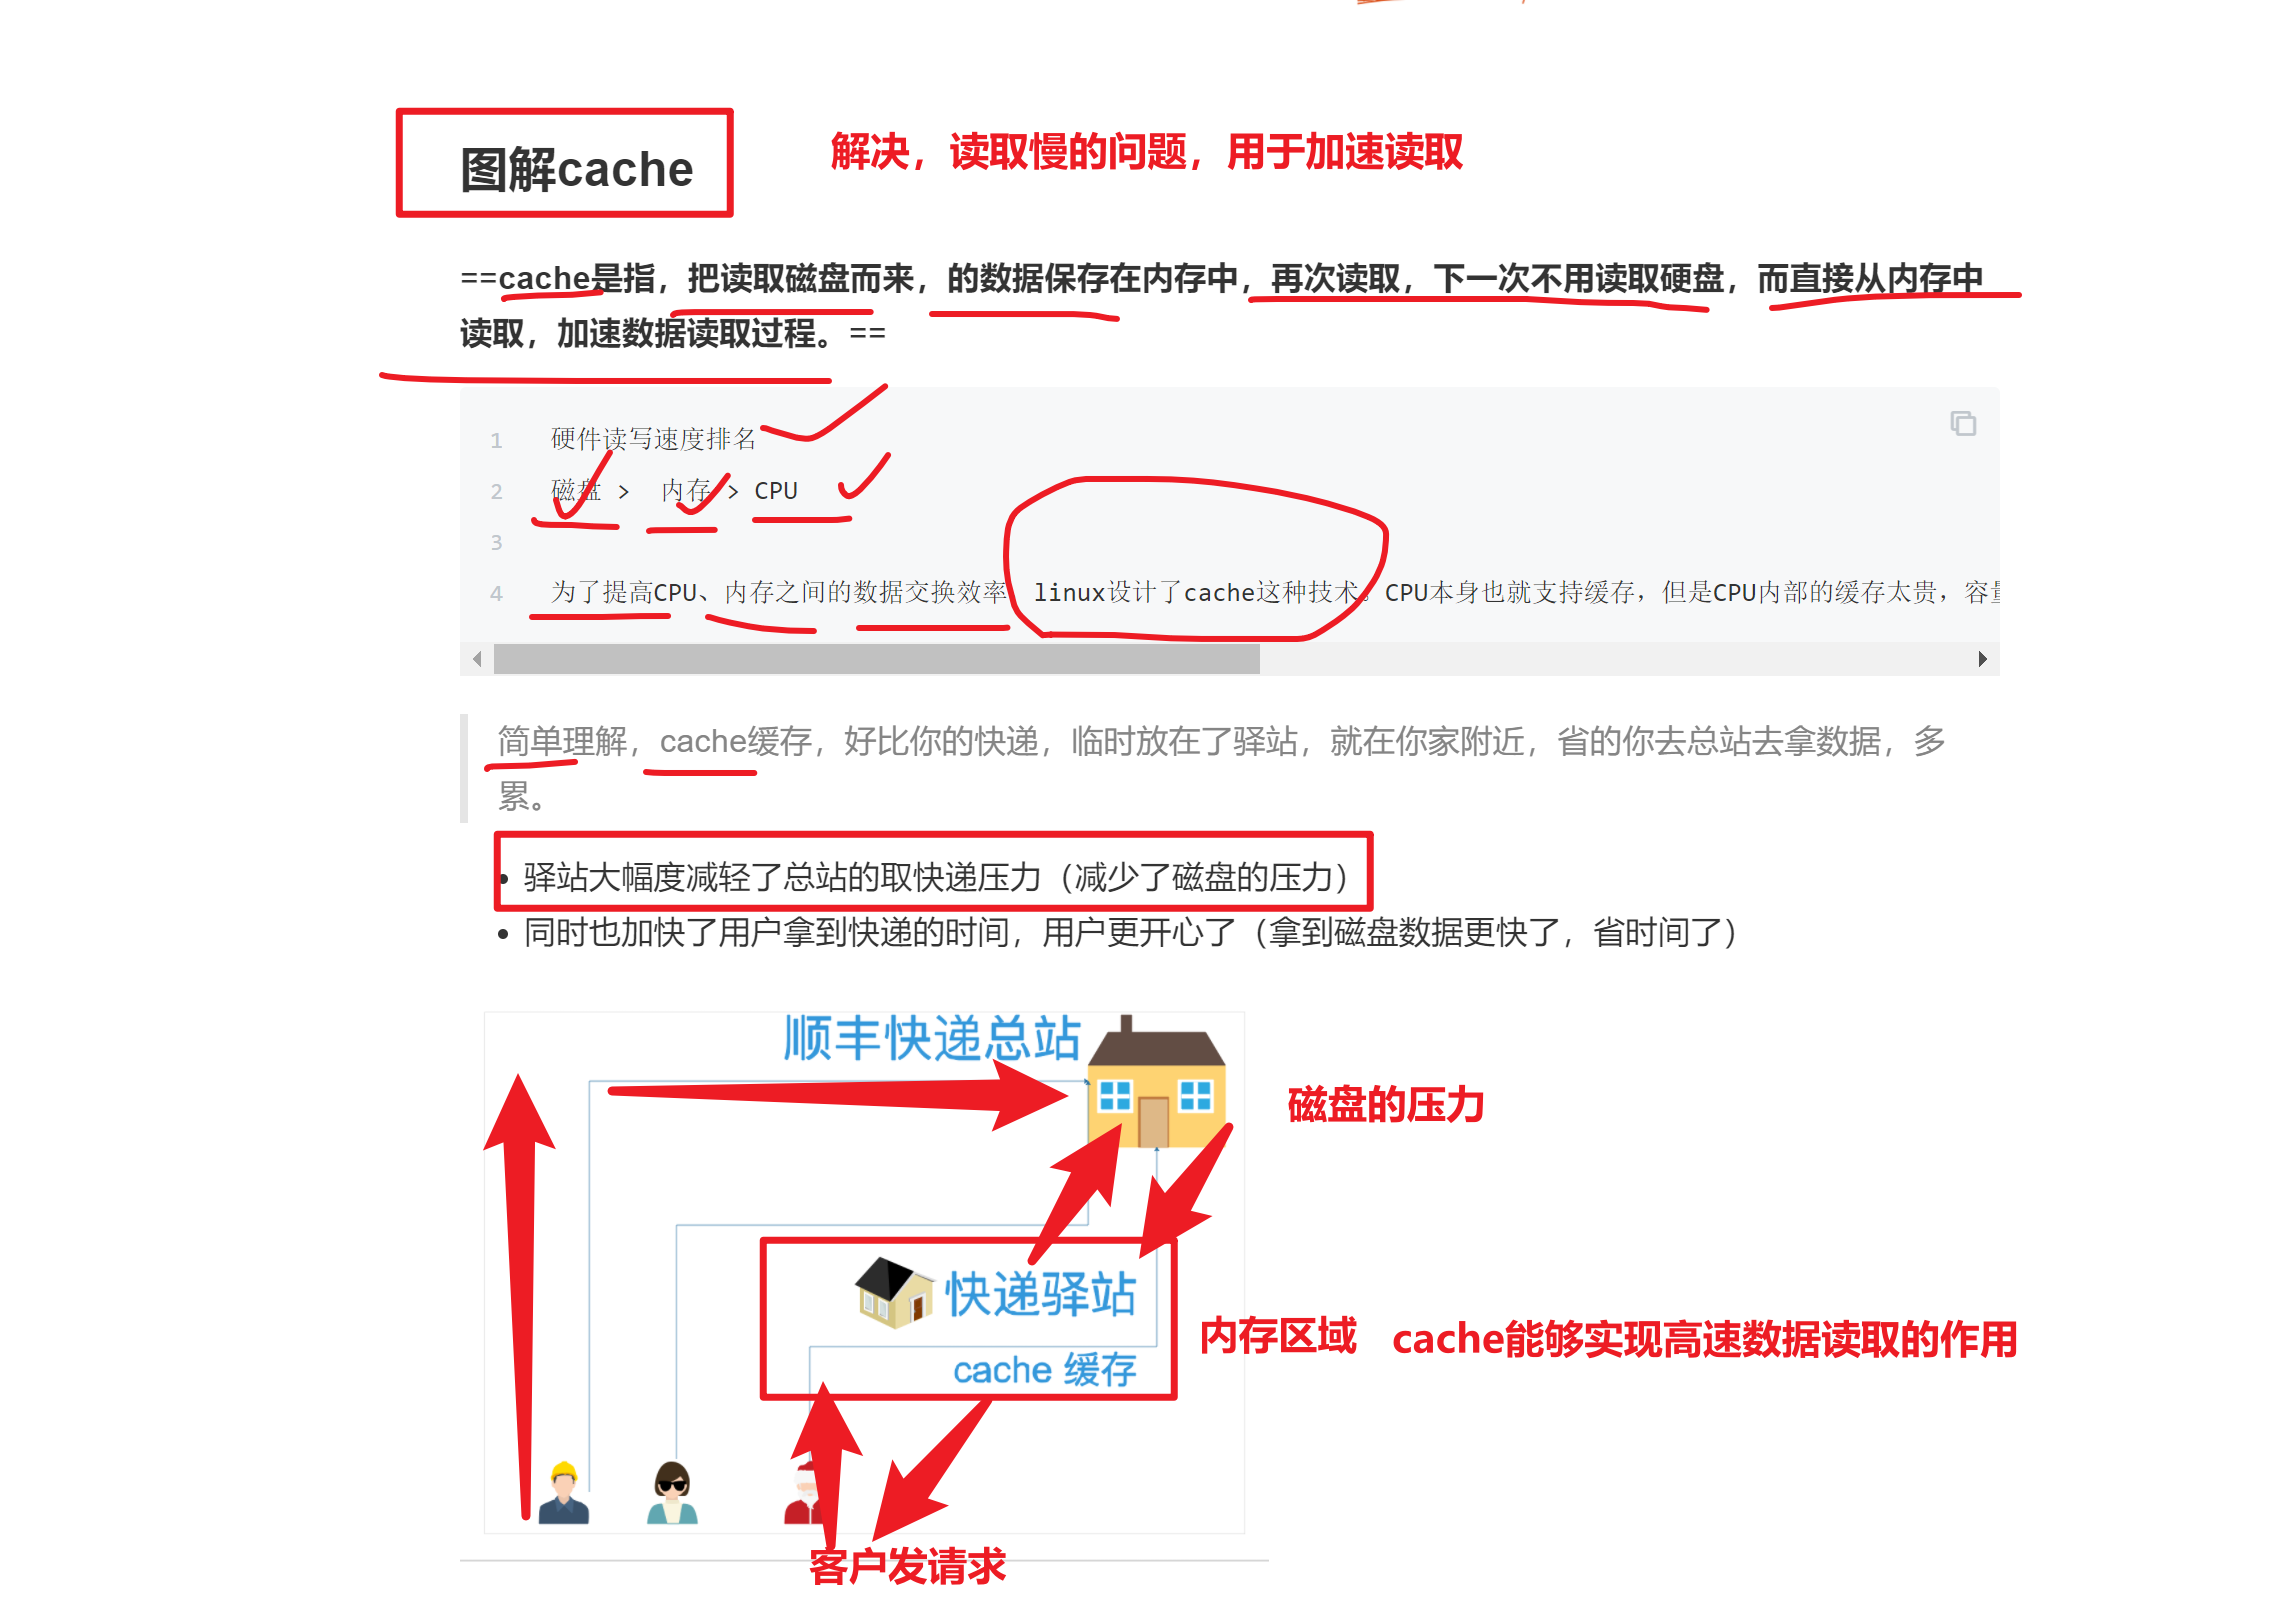 图解cache
解决，读取慢的问题，用于加速读取
==cache是指，把读取磁盘而来，的数据保存在内存中，再次读取，下一次不用读取硬盘，而直接从内存中
读取，加速数据读取过程。==
1 硬件读写速度排名
2 磁盘 > 内存 > CPU
3
4 为了提高CPU、内存之间的数据交换效率 linux设计了cache这种技术。CPU本身也就支持缓存，但是CPU内部的缓存太贵，容量
简单理解，cache缓存，好比你的快递，临时放在了驿站，就在你家附近，省的你去总站去拿数据，多
累。
• 驿站大幅度减轻了总站的取快递压力（减少了磁盘的压力）
• 同时也加快了用户拿到快递的时间，用户更开心了（拿到磁盘数据更快了，省时间了）
顺丰快递总站
磁盘的压力
快递驿站
内存区域 cache能够实现高速数据读取的作用
cache 缓存
客户发请求